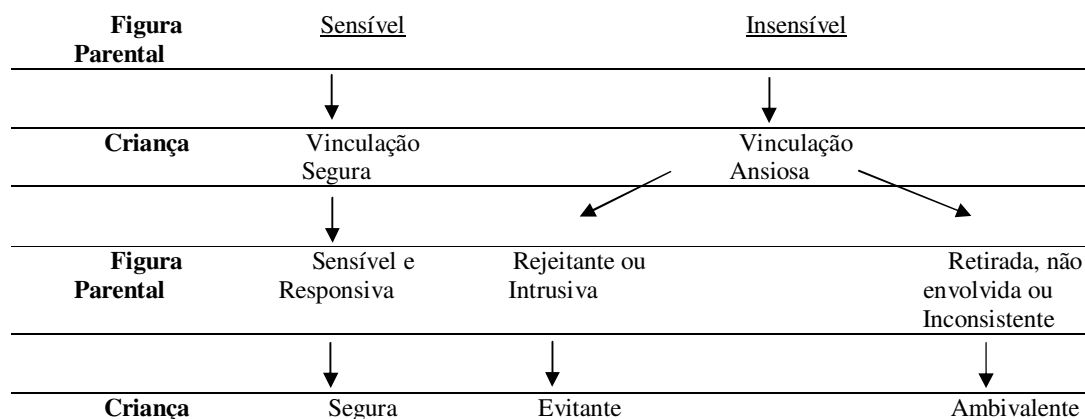 Figura Sensível Insensível
Parental
Criança Vinculação Vinculação
Segura Ansiosa
Figura Sensível e Rejeitante ou Retirada, não
Parental Responsiva Intrusiva envolvida ou
Inconsistente
Criança Segura Evitante Ambivalente